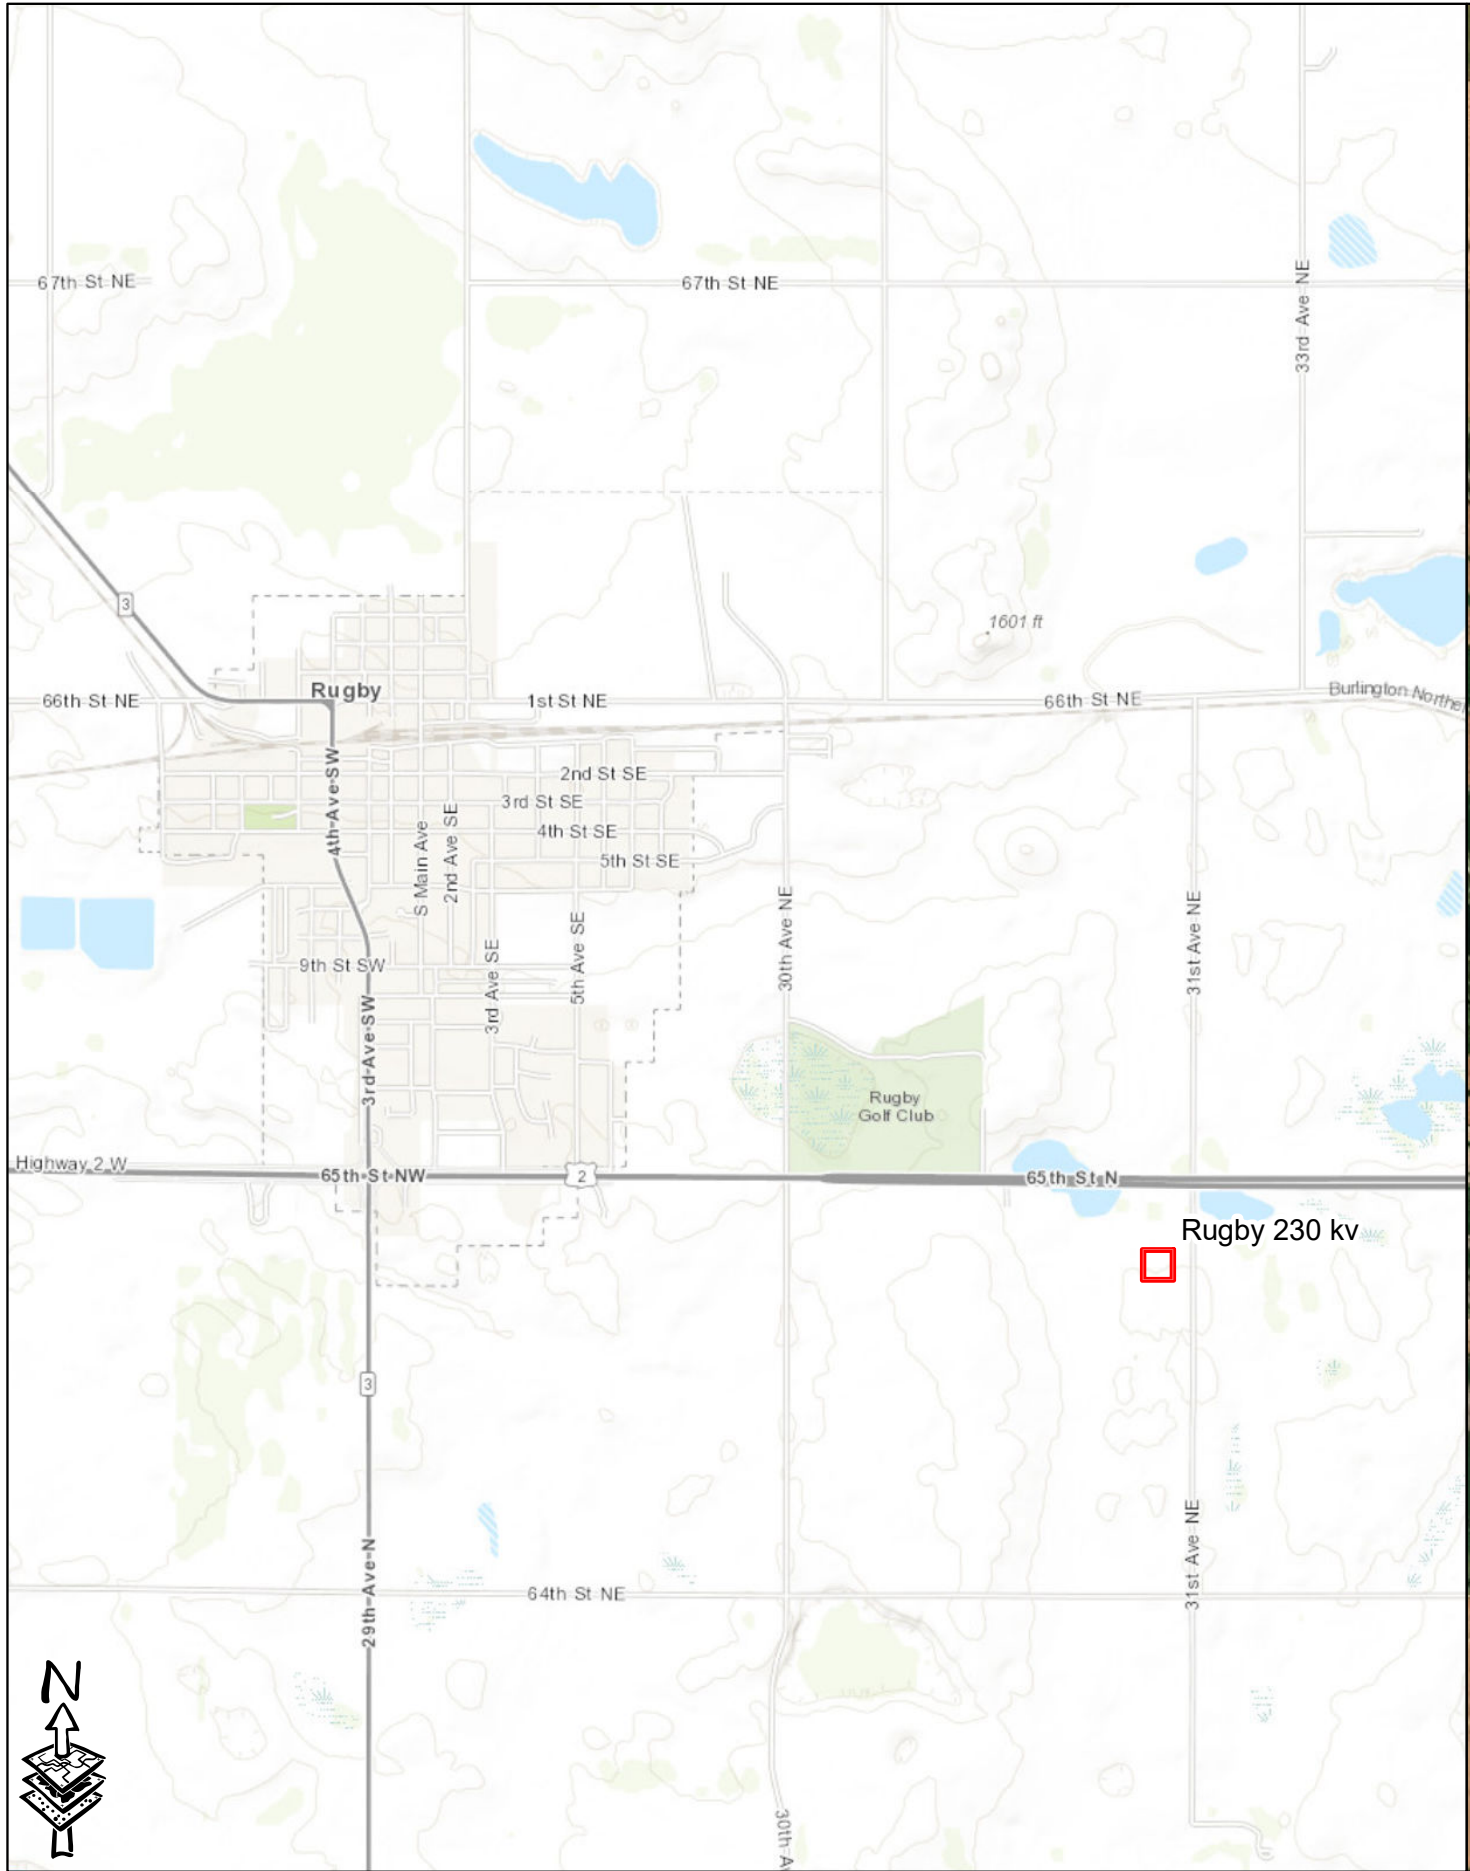 67th St NE
67th St NE
33rd Ave NE
3
1601 ft
Rugby
66th St NE
1st St NE
66th St NE
Burlington Northe
4th Ave SW
2nd St SE
3rd St SE
4th St SE
5th St SE
S Main Ave
2nd Ave SE
30th Ave NE
31st Ave NE
9th St SW
3rd Ave SE
5th Ave SE
3rd Ave SW
Rugby
Golf Club
Highway 2 W
65th St NW
2
65th St N
Rugby 230 kv
3
29th Ave N
31st Ave NE
64th St NE
N
30th Av